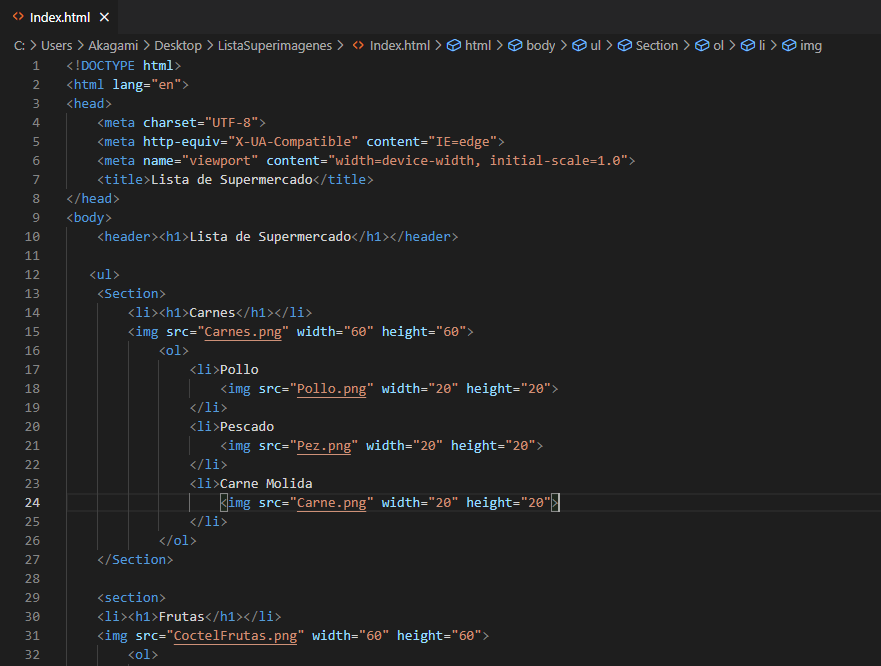 Index.html
C: > Users > Akagami > Desktop > ListaSuperimagenes > Index.html > html > body > ul > Section > ol > li > img
1 <!DOCTYPE html>
2 <html lang="en">
3 <head>
4 <meta charset="UTF-8">
5 <meta http-equiv="X-UA-Compatible" content="IE=edge">
6 <meta name="viewport" content="width=device-width, initial-scale=1.0">
7 <title>Lista de Supermercado</title>
8 </head>
9 <body>
10 <header><h1>Lista de Supermercado</h1></header>
11
12 <ul>
13 <Section>
14 <li><h1>Carnes</h1></li>
15 <img src="Carnes.png" width="60" height="60">
16 <ol>
17 <li>Pollo
18 <img src="Pollo.png" width="20" height="20">
19 </li>
20 <li>Pescado
21 <img src="Pez.png" width="20" height="20">
22 </li>
23 <li>Carne Molida
24 <img src="Carne.png" width="20" height="20">
25 </li>
26 </ol>
27 </Section>
28
29 <section>
30 <li><h1>Frutas</h1></li>
31 <img src="CoctelFrutas.png" width="60" height="60">
32 <ol>